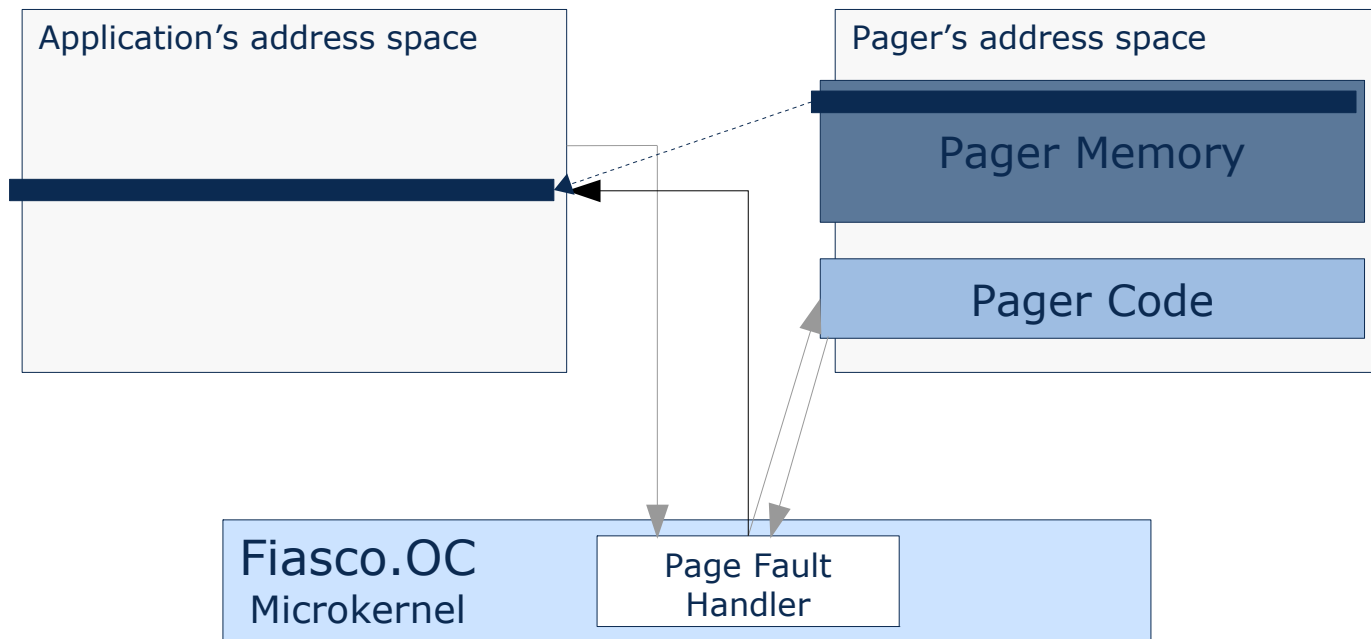 Application’s address space
Pager’s address space
Pager Memory
Pager Code
Fiasco.OC
Microkernel
Page Fault
Handler